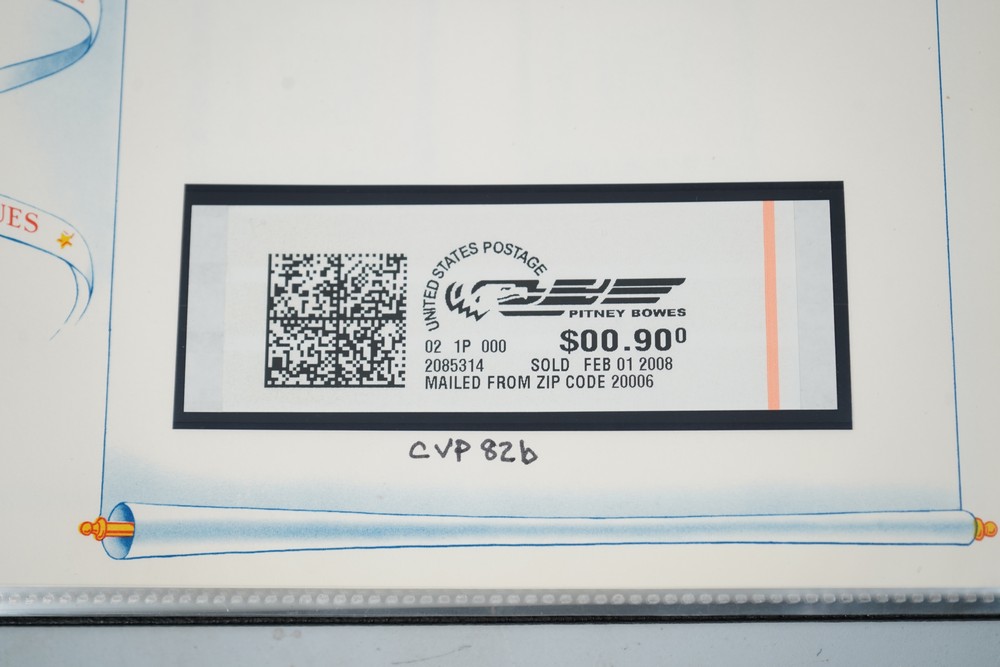 UES
UNITED STATES POSTAGE
PITNEY BOWES
$00.90⁰
02 1P 000
2085314 SOLD FEB 01 2008
MAILED FROM ZIP CODE 20006
CVP 82b